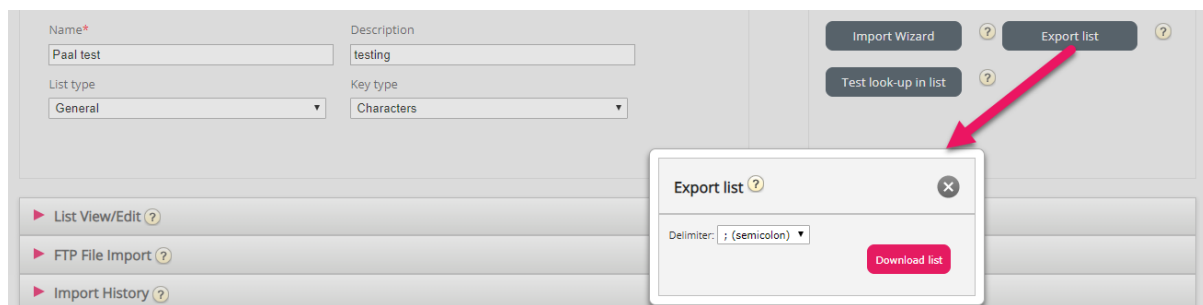 Name*
Description
Paal test
testing
List type
Key type
General
Characters
Import Wizard ?
Export list ?
Test look-up in list ?
Export list ?
Delimiter: ; (semicolon)
Download list
List View/Edit ?
FTP File Import ?
Import History ?